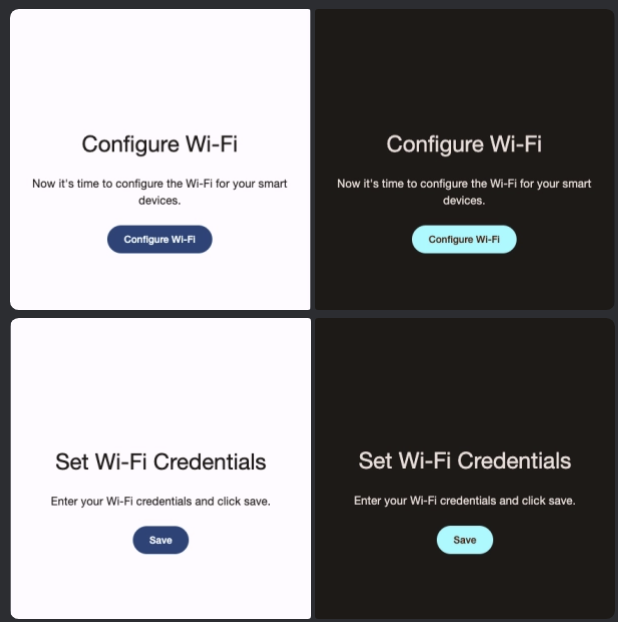 Configure Wi-Fi
Now it's time to configure the Wi-Fi for your smart
devices.
Configure Wi-Fi
Configure Wi-Fi
Now it's time to configure the Wi-Fi for your smart
devices.
Configure Wi-Fi
Set Wi-Fi Credentials
Enter your Wi-Fi credentials and click save.
Save
Set Wi-Fi Credentials
Enter your Wi-Fi credentials and click save.
Save